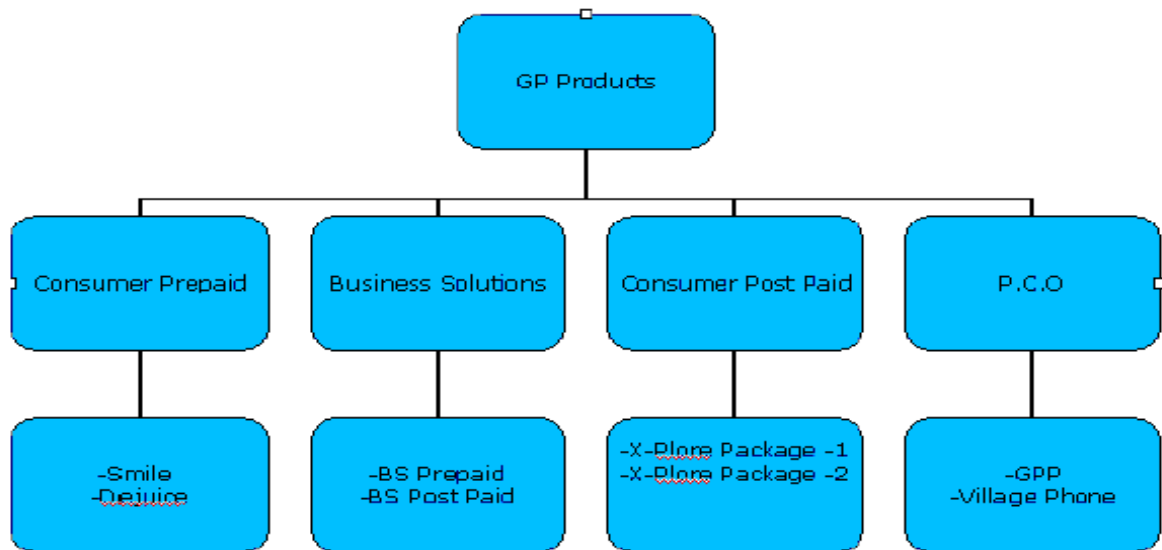 GP Products
Consumer Prepaid
Business Solutions
Consumer Post Paid
P.C.O
-Smile
-Dejuice
-BS Prepaid
-BS Post Paid
-X-Plore Package -1
-X-Plore Package -2
-GPP
-Village Phone